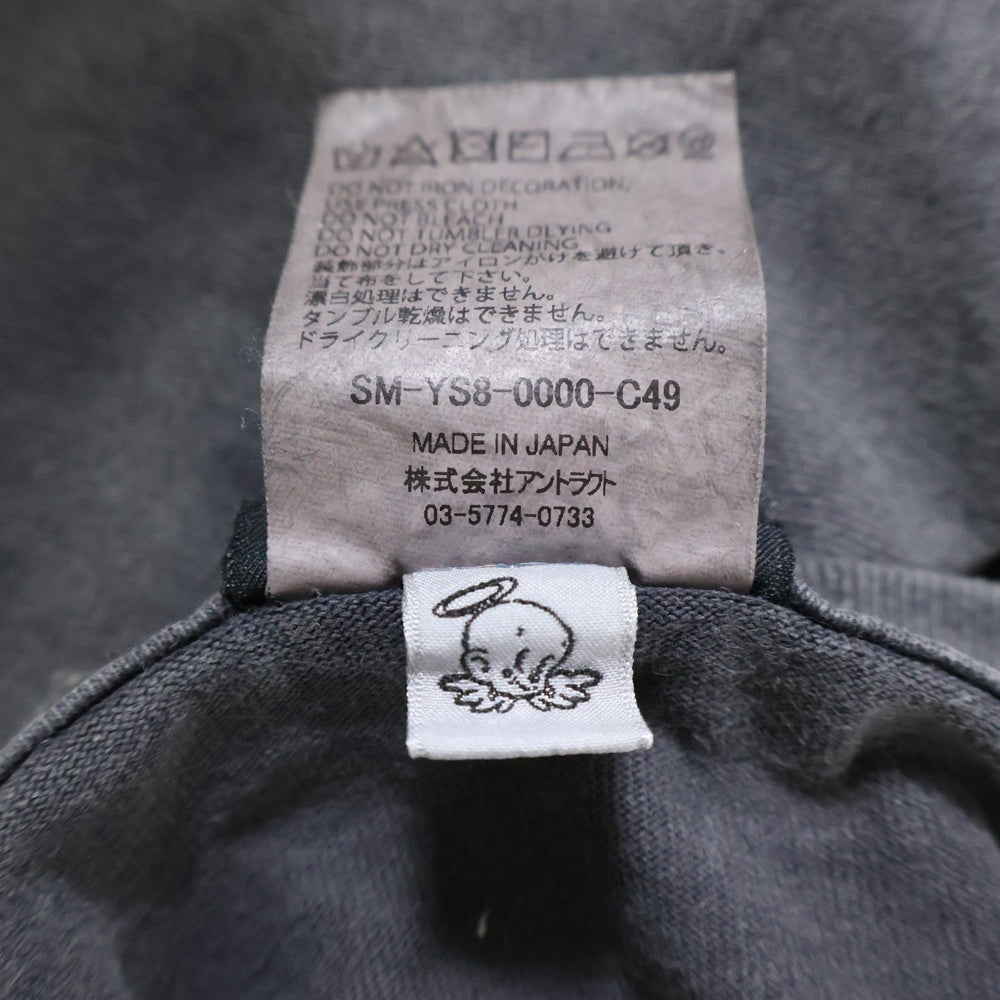 DO NOT IRON DECORATION,
USE PRESS CLOTH
DO NOT BLEACH
DO NOT TUMBLER DLYING
DO NOT DRY CLEANING
装飾部分はアイロンかけを避けて頂き、
当て布をして下さい。
漂白処理はできません。
タンブル乾燥はできません。
ドライクリーニング処理はできません。
SM-YS8-0000-C49
MADE IN JAPAN
株式会社アントラクト
03-5774-0733